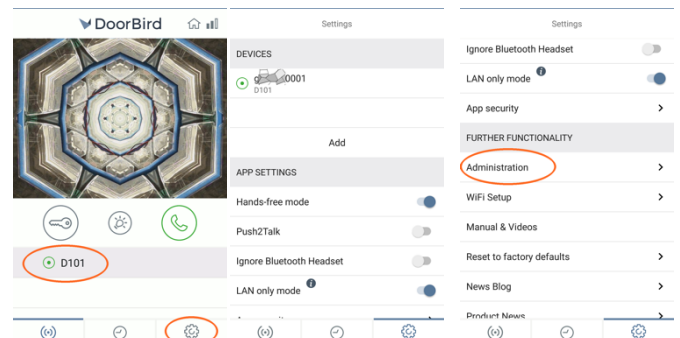 DoorBird
D101
Settings
DEVICES
0001
D101
Add
APP SETTINGS
Hands-free mode
Push2Talk
Ignore Bluetooth Headset
LAN only mode i
Settings
Ignore Bluetooth Headset
LAN only mode i
App security
FURTHER FUNCTIONALITY
Administration
WiFi Setup
Manual & Videos
Reset to factory defaults
News Blog
Product News